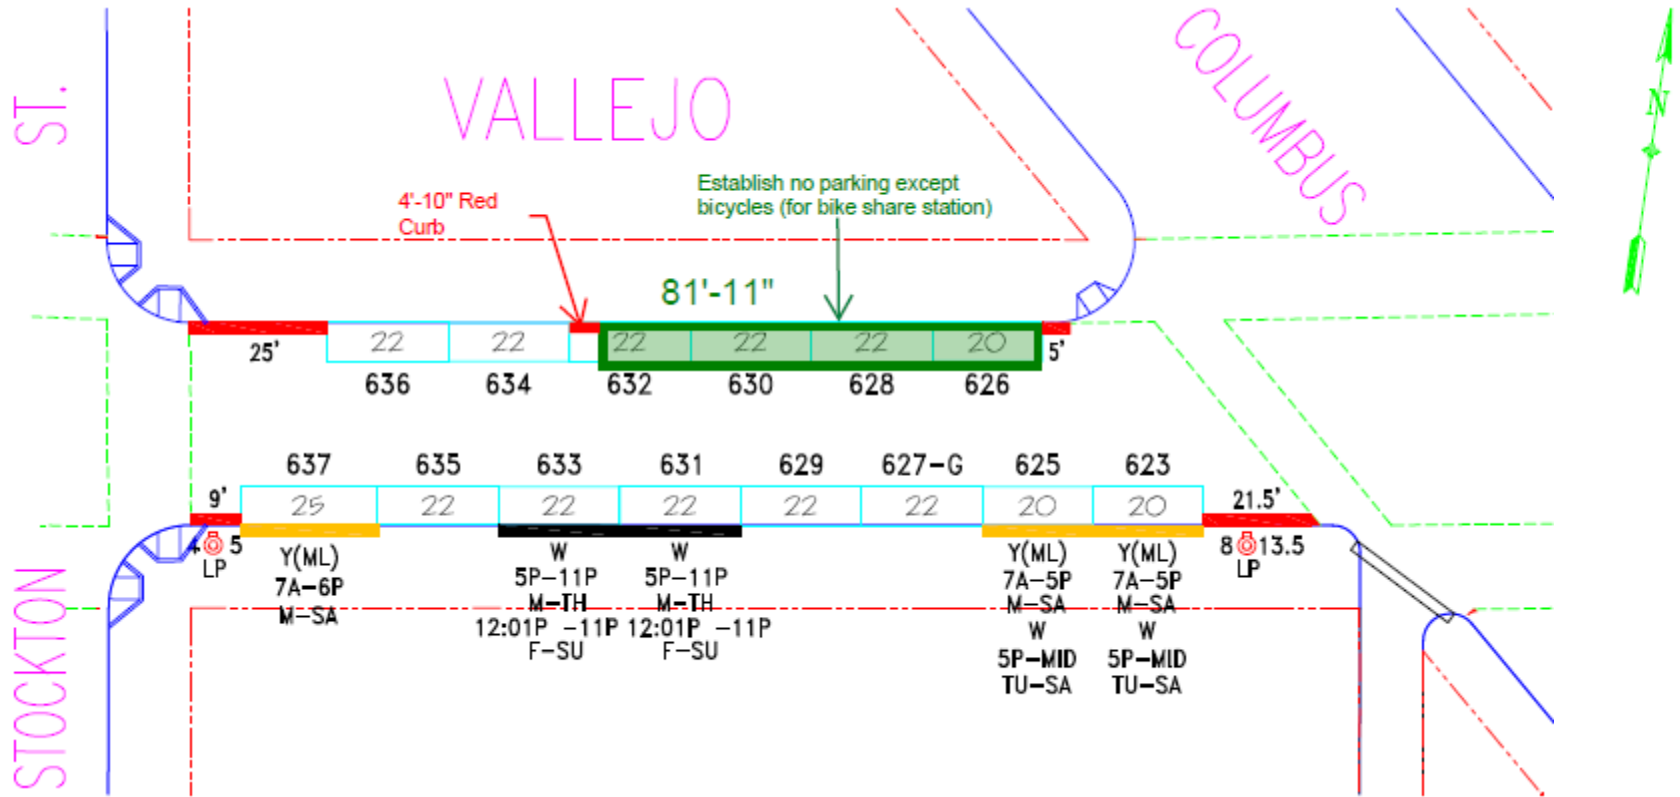 ST.
VALLEJO
COLUMBUS
N
4'-10" Red
Curb
Establish no parking except
bicycles (for bike share station)
81'-11"
25'
22
22
22
22
22
20
5'
636
634
632
630
628
626
637
635
633
631
629
627-G
625
623
9'
25
22
22
22
22
22
20
20
21.5'
4 5
LP
Y(ML)
7A-6P
M-SA
W
5P-11P
M-TH
12:01P -11P
F-SU
W
5P-11P
M-TH
12:01P -11P
F-SU
Y(ML)
7A-5P
M-SA
W
5P-MID
TU-SA
Y(ML)
7A-5P
M-SA
W
5P-MID
TU-SA
8 13.5
LP
STOCKTON